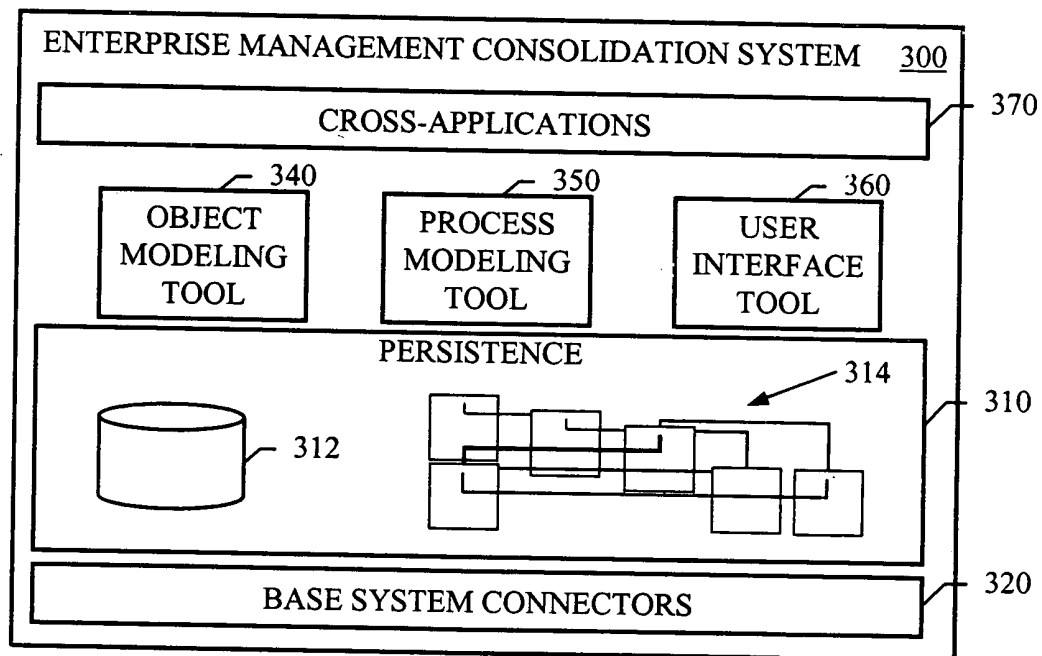 ENTERPRISE MANAGEMENT CONSOLIDATION SYSTEM 300
370
CROSS-APPLICATIONS
340
350
360
OBJECT
MODELING
TOOL
PROCESS
MODELING
TOOL
USER
INTERFACE
TOOL
PERSISTENCE
314
310
312
320
BASE SYSTEM CONNECTORS